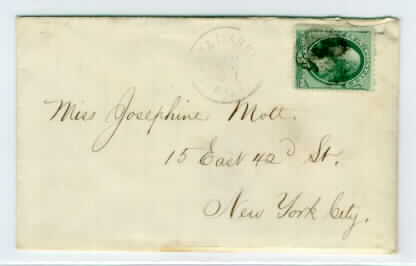 Miss Josephine Mott.
15 East 42d St.
New York City.